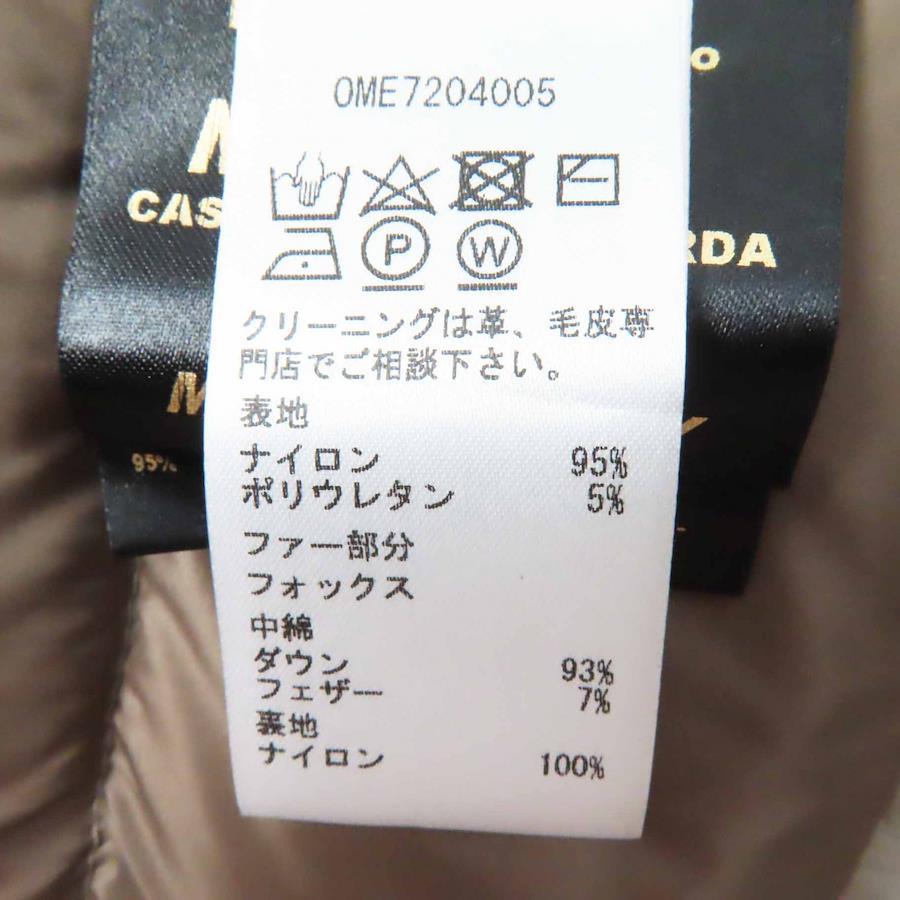 OME7204005
P W
クリーニングは革、毛皮専
門店でご相談下さい。
表地
ナイロン 95%
ポリウレタン 5%
ファー部分
フォックス
中綿
ダウン 93%
フェザー 7%
裏地
ナイロン 100%
95%